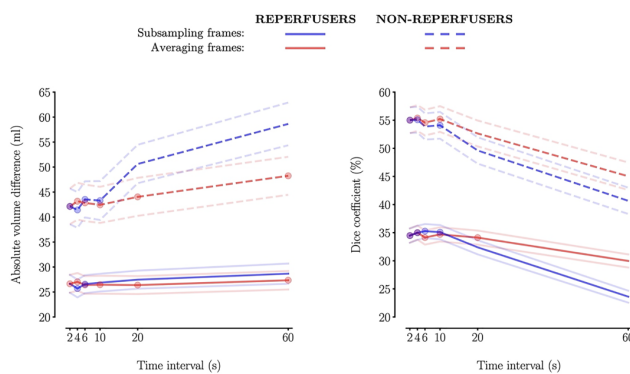 REPERFUSERS NON-REPERFUSERS
Subsampling frames:
Averaging frames:
Absolute volume difference (ml)
65
60
55
50
45
40
35
30
25
20
2 4 6 10 20 60
Time interval (s)
Dice coefficient (%)
60
55
50
45
40
35
30
25
20
2 4 6 10 20 60
Time interval (s)